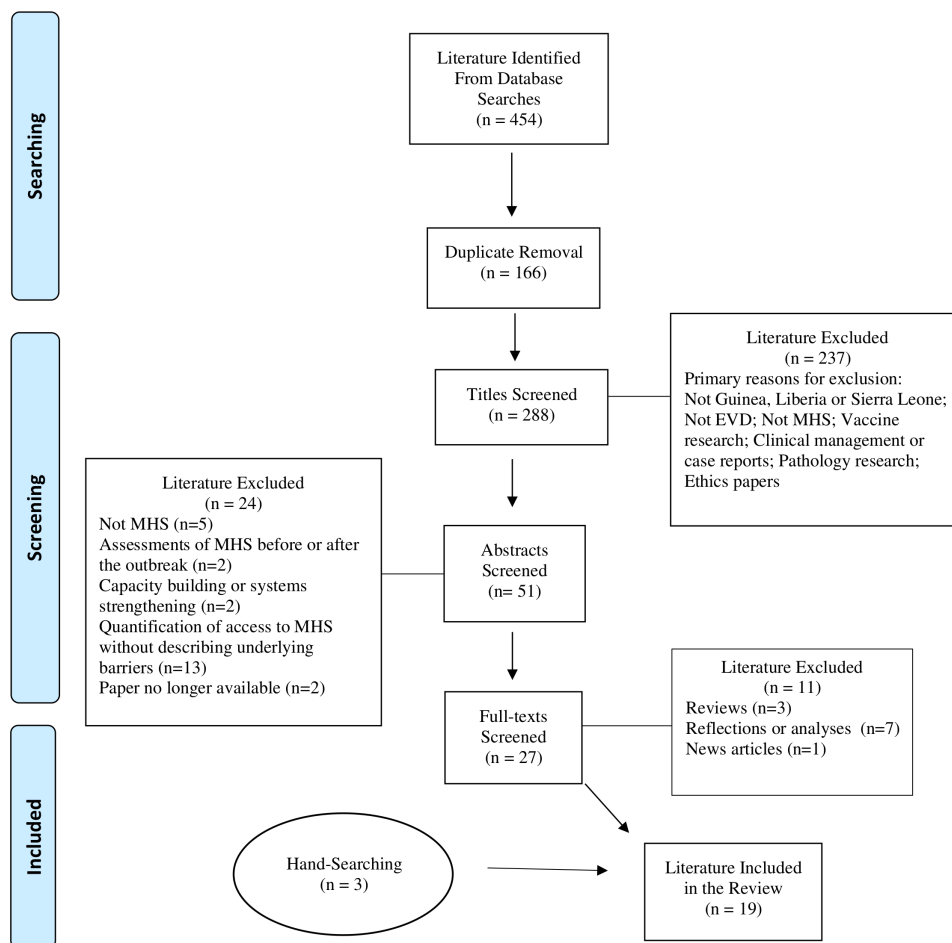 Searching
Literature Identified
From Database
Searches
(n = 454)
Duplicate Removal
(n = 166)
Screening
Titles Screened
(n = 288)
Literature Excluded
(n = 237)
Primary reasons for exclusion:
Not Guinea, Liberia or Sierra Leone;
Not EVD; Not MHS; Vaccine
research; Clinical management or
case reports; Pathology research;
Ethics papers
Abstracts
Screened
(n= 51)
Literature Excluded
(n = 24)
Not MHS (n=5)
Assessments of MHS before or after
the outbreak (n=2)
Capacity building or systems
strengthening (n=2)
Quantification of access to MHS
without describing underlying
barriers (n=13)
Paper no longer available (n=2)
Full-texts
Screened
(n = 27)
Literature Excluded
(n = 11)
Reviews (n=3)
Reflections or analyses (n=7)
News articles (n=1)
Included
Hand-Searching
(n = 3)
Literature Included
in the Review
(n = 19)